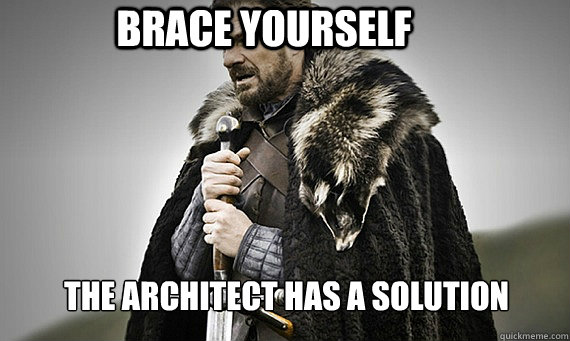 BRACE YOURSELF
THE ARCHITECT HAS A SOLUTION
quickmeme.com